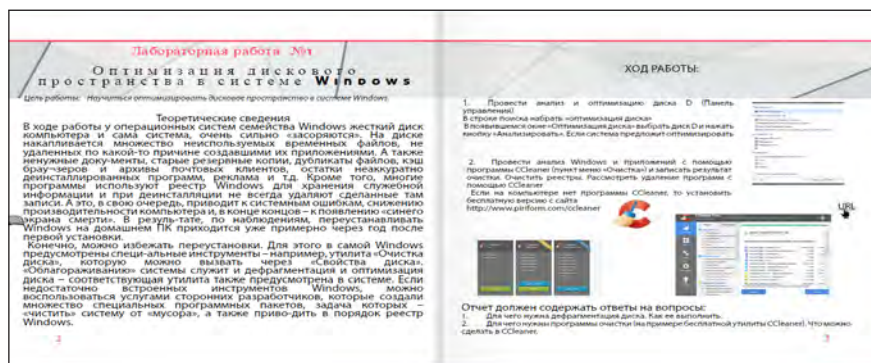 Лабораторная работа №1
Оптимизация дискового
пространства в системе Windows
Цель работы: Научиться оптимизировать дисковое пространство в системе Windows.
Теоретические сведения
В ходе работы у операционных систем семейства Windows жесткий диск
компьютера и сама система, очень сильно «засоряются». На диске
накапливается множество неиспользуемых временных файлов, не
удаленных по какой-то причине создавшими их приложениями. А также
ненужные доку-менты, старые резервные копии, дубликаты файлов, кэш
брау-зеров и архивы почтовых клиентов, остатки неаккуратно
деинсталлированных программ, реклама и т.д. Кроме того, многие
программы используют реестр Windows для хранения служебной
информации и при деинсталляции не всегда удаляют сделанные там
записи. А это, в свою очередь, приводит к системным ошибкам, снижению
производительности компьютера и, в конце концов – к появлению «синего
экрана смерти». В резуль-тате, по наблюдениям, переустанавливать
Windows на домашнем ПК приходится уже примерно через год после
первой установки.
Конечно, можно избежать переустановки. Для этого в самой Windows
предусмотрены специ-альные инструменты – например, утилита «Очистка
диска», которую можно вызвать через «Свойства диска».
«Облагораживанию» системы служит и дефрагментация и оптимизация
диска – соответствующая утилита также предусмотрена в системе. Если
недостаточно встроенных инструментов Windows, можно
воспользоваться услугами сторонних разработчиков, которые создали
множество специальных программных пакетов, задача которых –
«чистить» систему от «мусора», а также приво-дить в порядок реестр
Windows.
2
ХОД РАБОТЫ:
1. Провести анализ и оптимизацию диска D (Панель
управления)
В строке поиска набрать «оптимизация диска»
В появившемся окне «Оптимизация диска» выбрать диск D и нажать
кнопку «Анализировать». Если система предложит оптимизировать
2. Провести анализ Windows и приложений с помощью
программы CCleaner (пункт меню «Очистка») и записать результат
очистки. Очистить реестры. Рассмотреть удаление программ с
помощью CCleaner
Если на компьютере нет программы CCleaner, то установить
бесплатную версию с сайта
http://www.piriform.com/ccleaner
URL
Отчет должен содержать ответы на вопросы:
1. Для чего нужна дефрагментация диска. Как ее выполнить.
2. Для чего нужны программы очистки (на примере бесплатной утилиты CCleaner). Что можно
сделать в CCleaner.
3